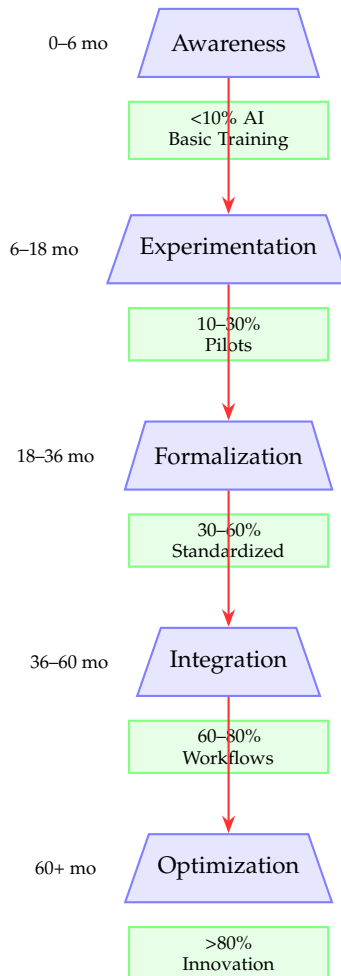 0–6 mo
Awareness
<10% AI
Basic Training
6–18 mo
Experimentation
10–30%
Pilots
18–36 mo
Formalization
30–60%
Standardized
36–60 mo
Integration
60–80%
Workflows
60+ mo
Optimization
>80%
Innovation